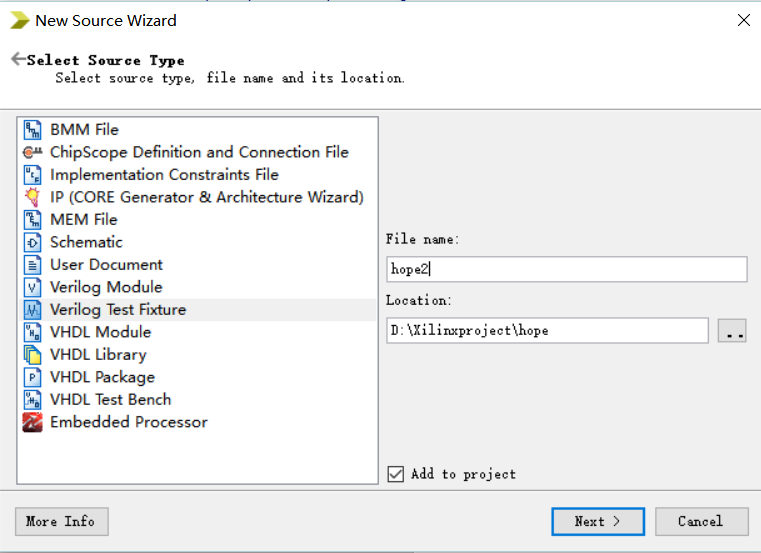 New Source Wizard
Select Source Type
Select source type, file name and its location.
BMM File
ChipScope Definition and Connection File
Implementation Constraints File
IP (CORE Generator & Architecture Wizard)
MEM File
Schematic
User Document
Verilog Module
Verilog Test Fixture
VHDL Module
VHDL Library
VHDL Package
VHDL Test Bench
Embedded Processor
File name:
hope2
Location:
D:\Xilinxproject\hope
..
Add to project
More Info
Next >
Cancel